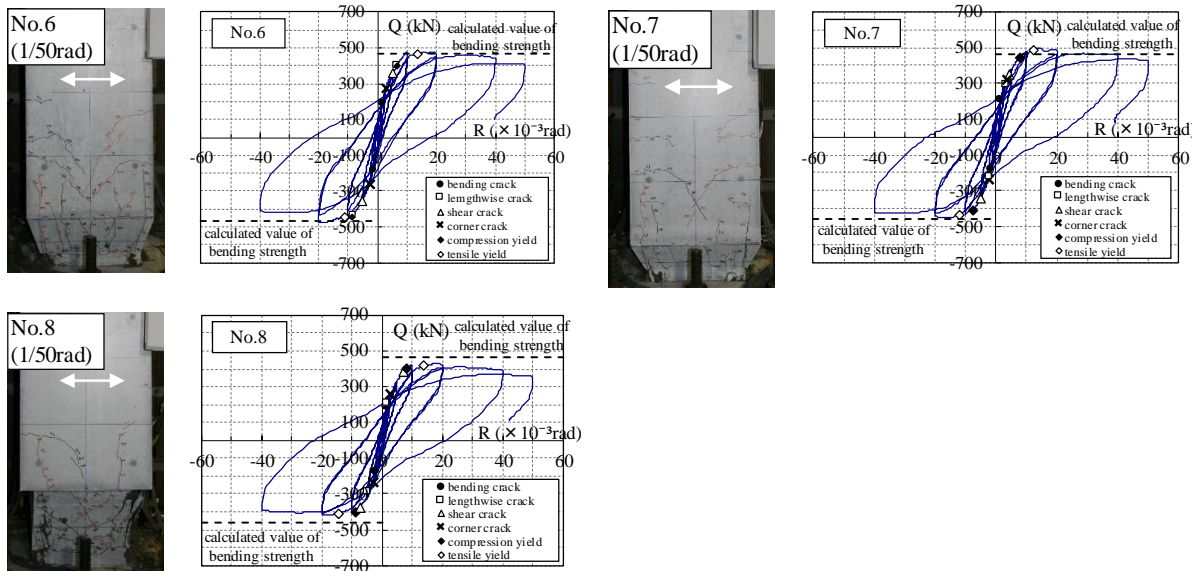 No.6
(1/50rad)
700
500
300
100
-100
-300
-500
-700
-60
-40
-20
0
20
40
60
No.6
Q (kN)
calculated value of
bending strength
R (×10⁻³rad)
calculated value of
bending strength
bending crack
lengthwise crack
shear crack
corner crack
compression yield
tensile yield
No.7
(1/50rad)
700
500
300
100
-100
-300
-500
-700
-60
-40
-20
0
20
40
60
No.7
Q (kN)
calculated value of
bending strength
R (×10⁻³rad)
calculated value of
bending strength
bending crack
lengthwise crack
shear crack
corner crack
compression yield
tensile yield
No.8
(1/50rad)
700
500
300
100
-100
-300
-500
-700
-60
-40
-20
0
20
40
60
No.8
Q (kN)
calculated value of
bending strength
R (×10⁻³rad)
calculated value of
bending strength
bending crack
lengthwise crack
shear crack
corner crack
compression yield
tensile yield